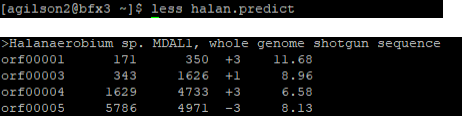 [agilson2@bfx3 ~]$ less halan.predict
>Halanaerobium sp. MDAL1, whole genome shotgun sequence
orf00001 171 350 +3 11.68
orf00003 343 1626 +1 8.96
orf00004 1629 4733 +3 6.58
orf00005 5786 4971 -3 8.13